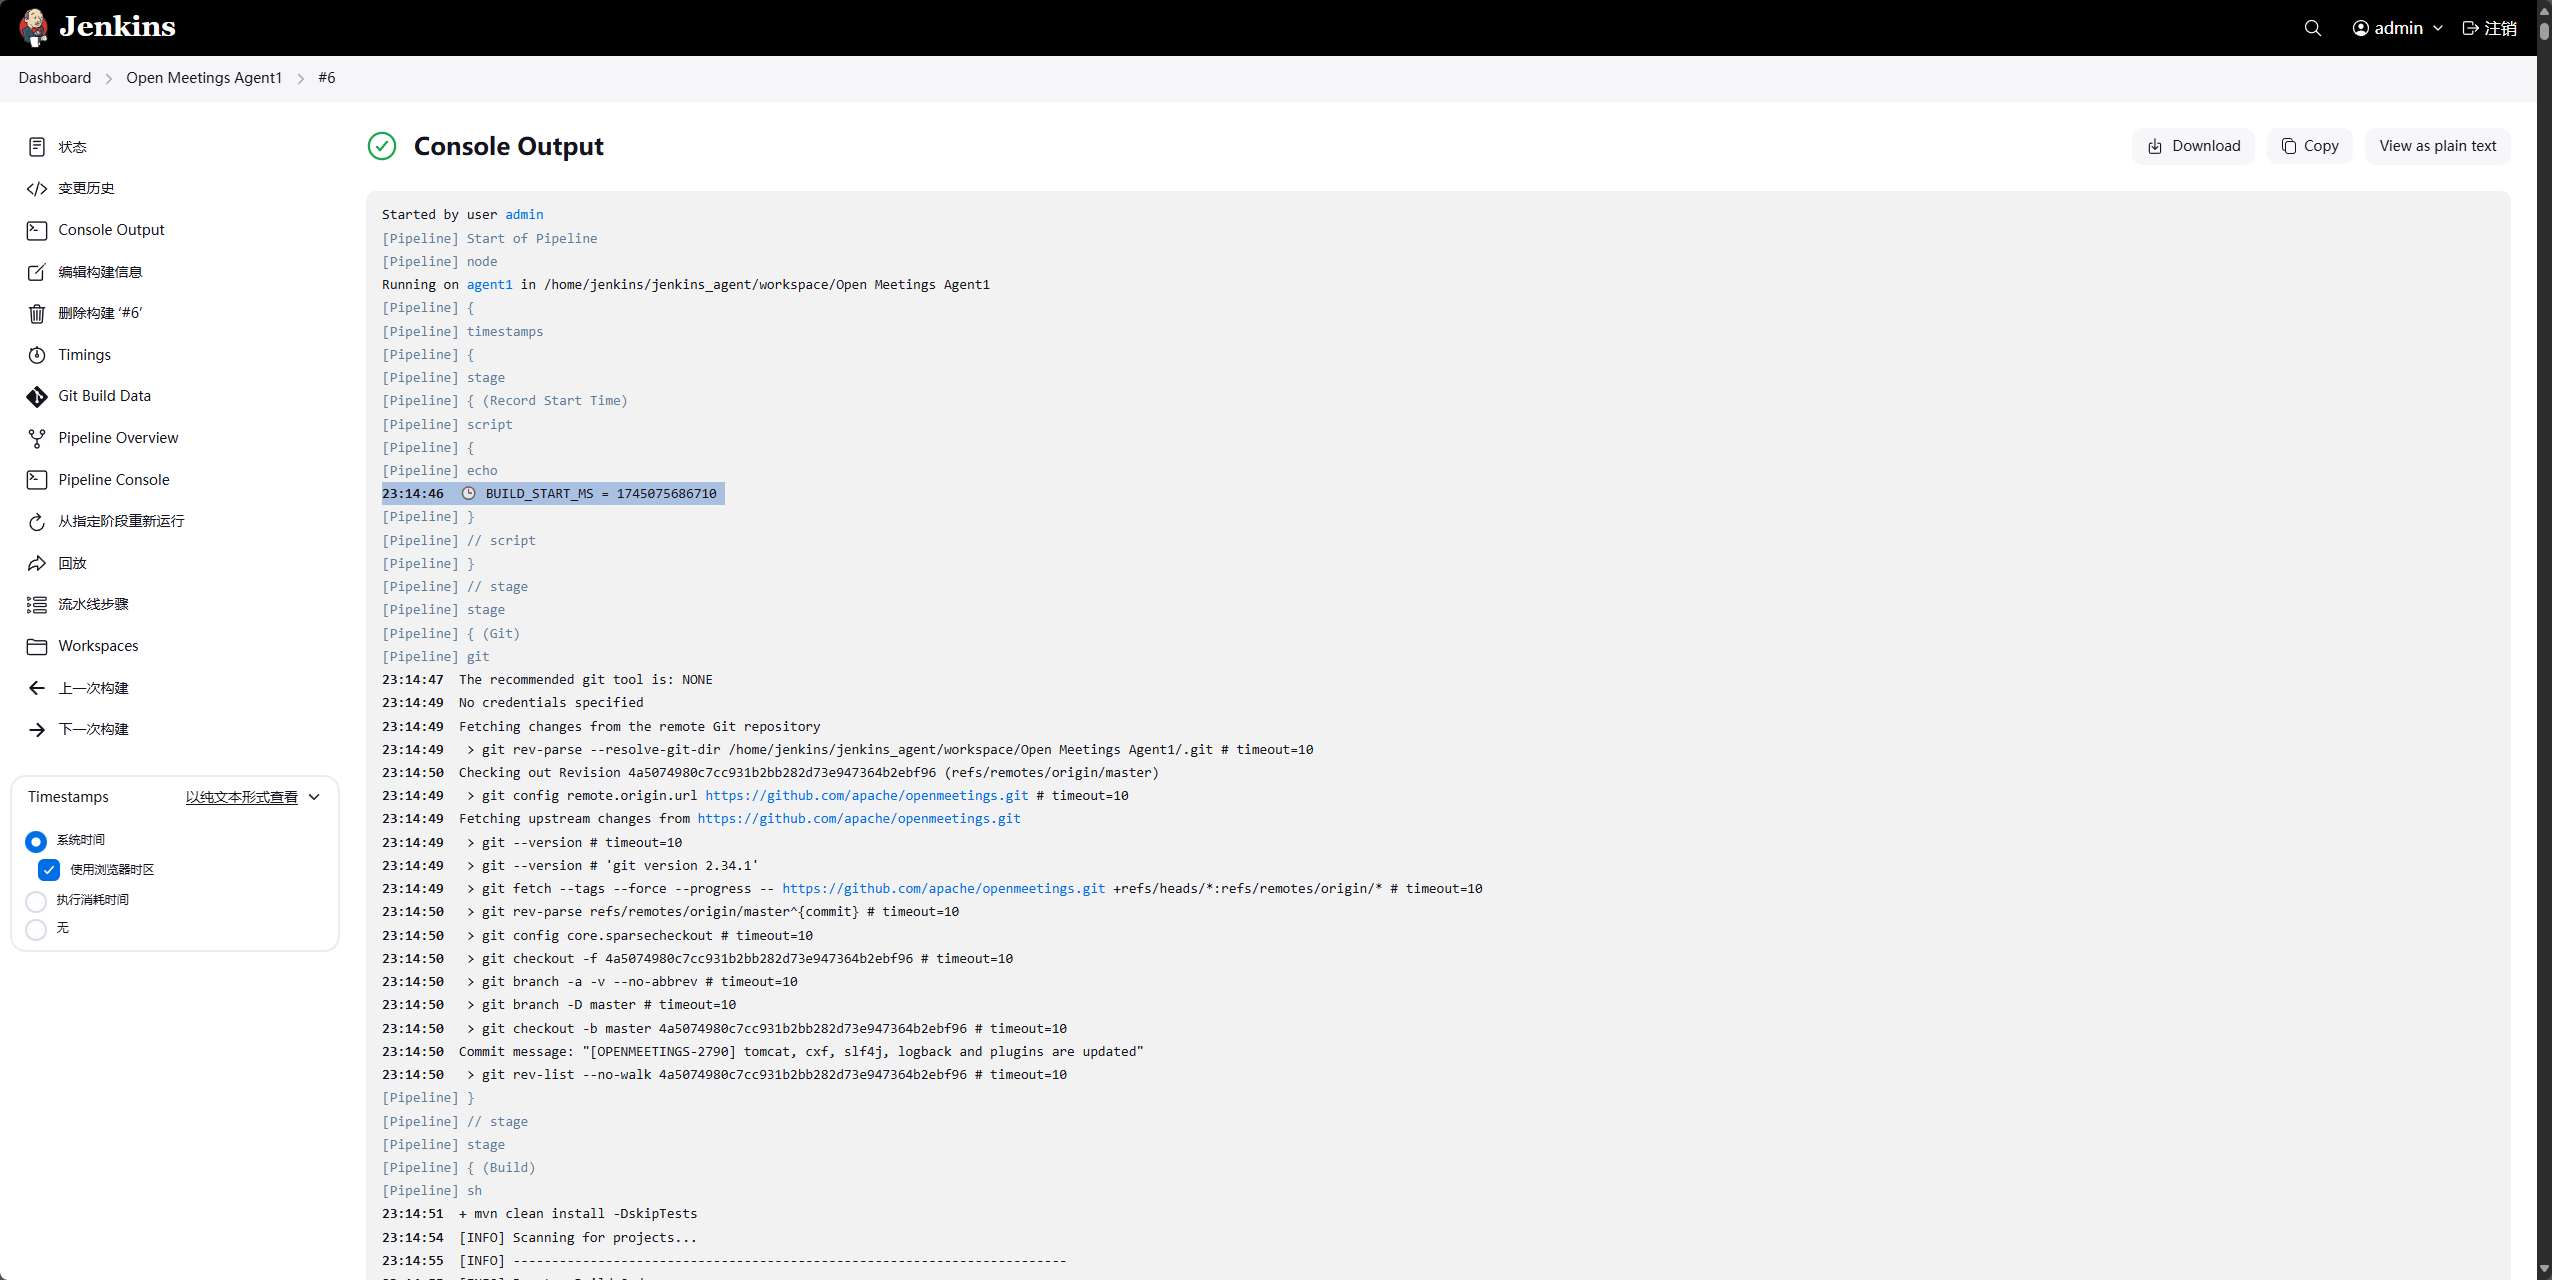 Jenkins
admin
注销
Dashboard
Open Meetings Agent1
#6
状态
变更历史
Console Output
编辑构建信息
删除构建 ‘#6’
Timings
Git Build Data
Pipeline Overview
Pipeline Console
从指定阶段重新运行
回放
流水线步骤
Workspaces
上一次构建
下一次构建
Timestamps 以纯文本形式查看
系统时间
使用浏览器时区
执行消耗时间
无
Console Output
Download
Copy
View as plain text
Started by user admin
[Pipeline] Start of Pipeline
[Pipeline] node
Running on agent1 in /home/jenkins/jenkins_agent/workspace/Open Meetings Agent1
[Pipeline] {
[Pipeline] timestamps
[Pipeline] {
[Pipeline] stage
[Pipeline] { (Record Start Time)
[Pipeline] script
[Pipeline] {
[Pipeline] echo
23:14:46 🕒 BUILD_START_MS = 1745075686710
[Pipeline] }
[Pipeline] // script
[Pipeline] }
[Pipeline] // stage
[Pipeline] stage
[Pipeline] { (Git)
[Pipeline] git
23:14:47 The recommended git tool is: NONE
23:14:49 No credentials specified
23:14:49 Fetching changes from the remote Git repository
23:14:49 > git rev-parse --resolve-git-dir /home/jenkins/jenkins_agent/workspace/Open Meetings Agent1/.git # timeout=10
23:14:50 Checking out Revision 4a5074980c7cc931b2bb282d73e947364b2ebf96 (refs/remotes/origin/master)
23:14:49 > git config remote.origin.url https://github.com/apache/openmeetings.git # timeout=10
23:14:49 Fetching upstream changes from https://github.com/apache/openmeetings.git
23:14:49 > git --version # timeout=10
23:14:49 > git --version # 'git version 2.34.1'
23:14:49 > git fetch --tags --force --progress -- https://github.com/apache/openmeetings.git +refs/heads/*:refs/remotes/origin/* # timeout=10
23:14:50 > git rev-parse refs/remotes/origin/master^{commit} # timeout=10
23:14:50 > git config core.sparsecheckout # timeout=10
23:14:50 > git checkout -f 4a5074980c7cc931b2bb282d73e947364b2ebf96 # timeout=10
23:14:50 > git branch -a -v --no-abbrev # timeout=10
23:14:50 > git branch -D master # timeout=10
23:14:50 > git checkout -b master 4a5074980c7cc931b2bb282d73e947364b2ebf96 # timeout=10
23:14:50 Commit message: "[OPENMEETINGS-2790] tomcat, cxf, slf4j, logback and plugins are updated"
23:14:50 > git rev-list --no-walk 4a5074980c7cc931b2bb282d73e947364b2ebf96 # timeout=10
[Pipeline] }
[Pipeline] // stage
[Pipeline] stage
[Pipeline] { (Build)
[Pipeline] sh
23:14:51 + mvn clean install -DskipTests
23:14:54 [INFO] Scanning for projects...
23:14:55 [INFO] ------------------------------------------------------------------------